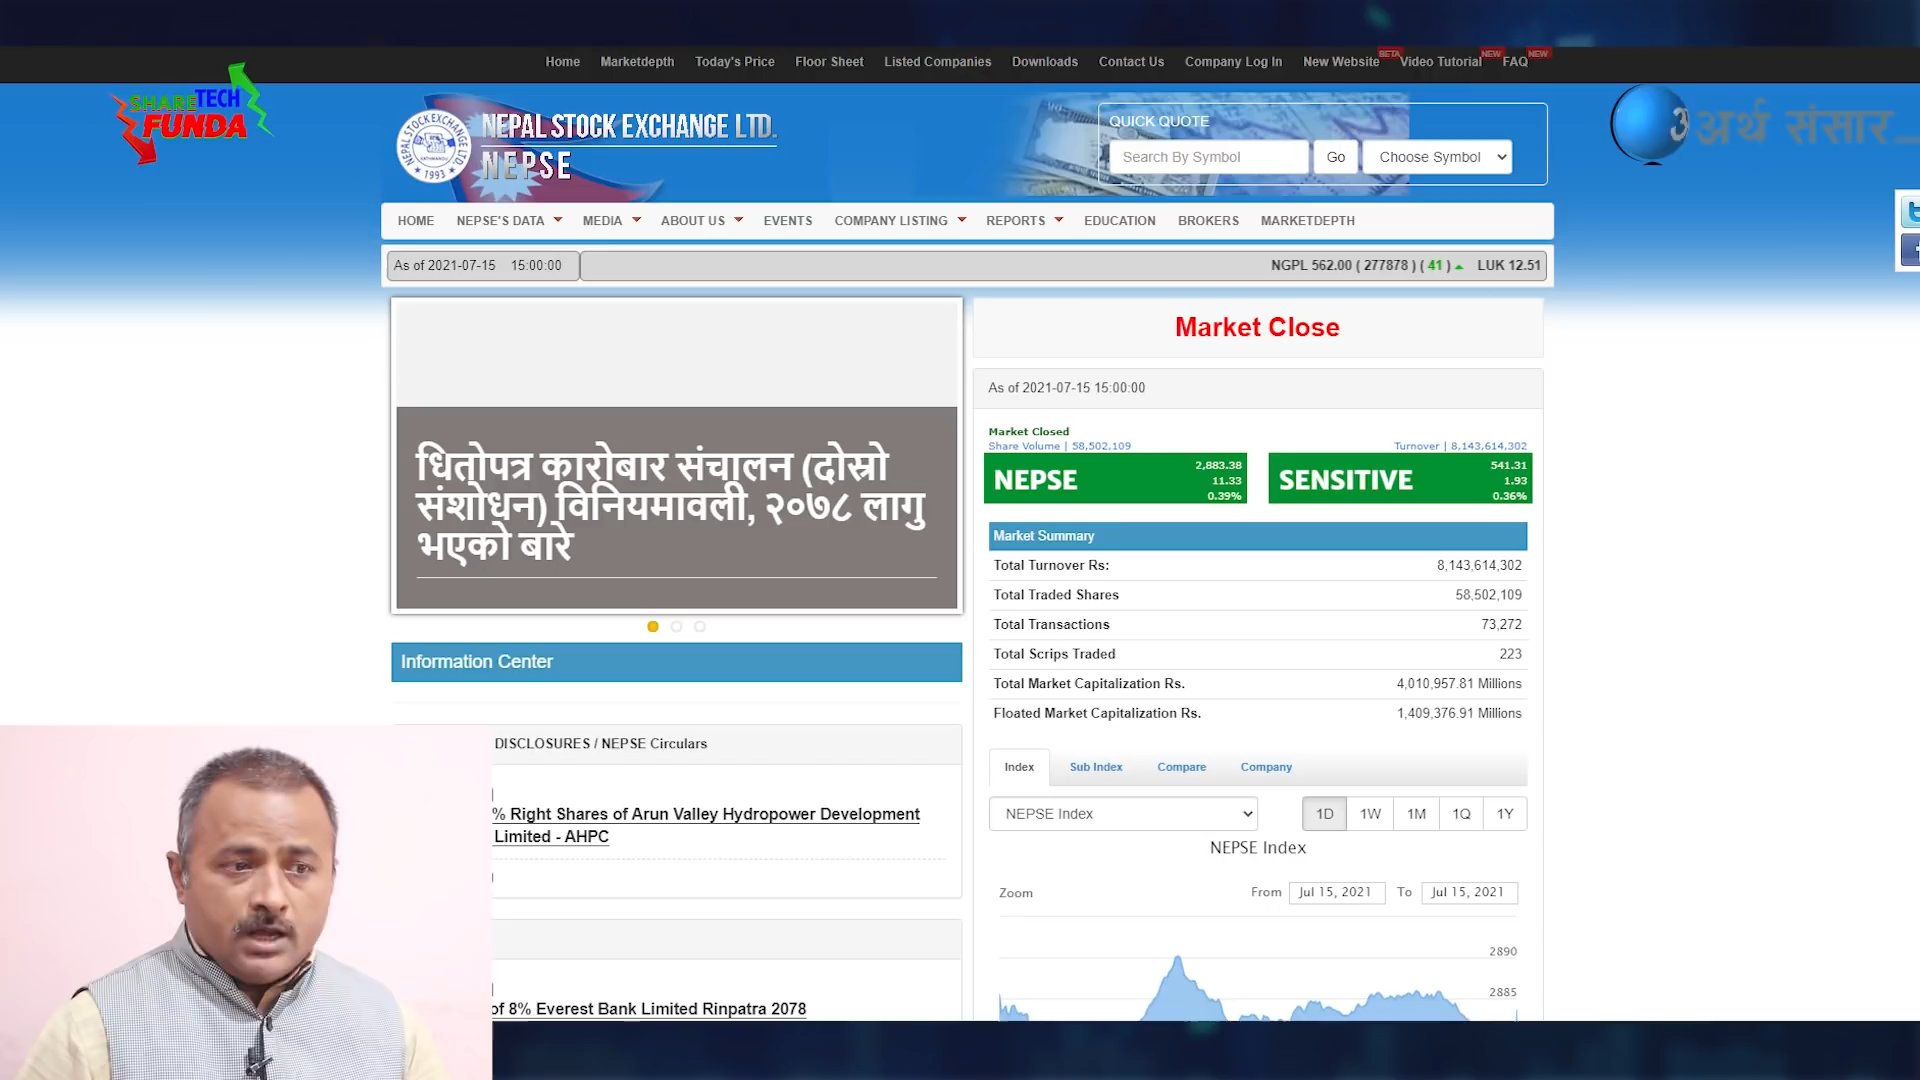 Home Marketdepth Today's Price Floor Sheet Listed Companies Downloads Contact Us Company Log In New Website BETA Video Tutorial NEW FAQ NEW
SHARETECH
FUNDA
NEPAL STOCK EXCHANGE LTD.
NEPSE
NEPAL STOCK EXCHANGE
1993
QUICK QUOTE
Search By Symbol Go Choose Symbol
अर्थ संसार
HOME NEPSE'S DATA MEDIA ABOUT US EVENTS COMPANY LISTING REPORTS EDUCATION BROKERS MARKETDEPTH
As of 2021-07-15 15:00:00 NGPL 562.00 ( 277878 ) ( 41 ) LUK 12.51
धितोपत्र कारोबार संचालन (दोस्रो
संशोधन) विनियमावली, २०७८ लागु
भएको बारे
Information Center
DISCLOSURES / NEPSE Circulars
% Right Shares of Arun Valley Hydropower Development
Limited - AHPC
of 8% Everest Bank Limited Rinpatra 2078
Market Close
As of 2021-07-15 15:00:00
Market Closed
Share Volume | 58,502,109 Turnover | 8,143,614,302
NEPSE 2,883.38 11.33 0.39%
SENSITIVE 541.31 1.93 0.36%
Market Summary
Total Turnover Rs: 8,143,614,302
Total Traded Shares 58,502,109
Total Transactions 73,272
Total Scrips Traded 223
Total Market Capitalization Rs. 4,010,957.81 Millions
Floated Market Capitalization Rs. 1,409,376.91 Millions
Index Sub Index Compare Company
NEPSE Index 1D 1W 1M 1Q 1Y
NEPSE Index
Zoom From Jul 15, 2021 To Jul 15, 2021
2890
2885